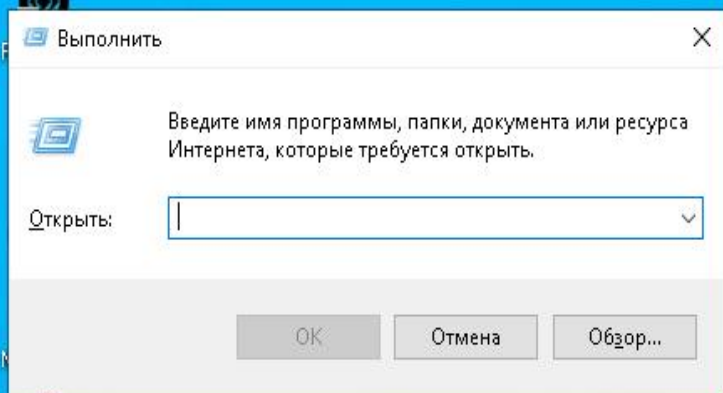 Выполнить
Введите имя программы, папки, документа или ресурса
Интернета, которые требуется открыть.
Открыть:
OK
Отмена
Обзор...